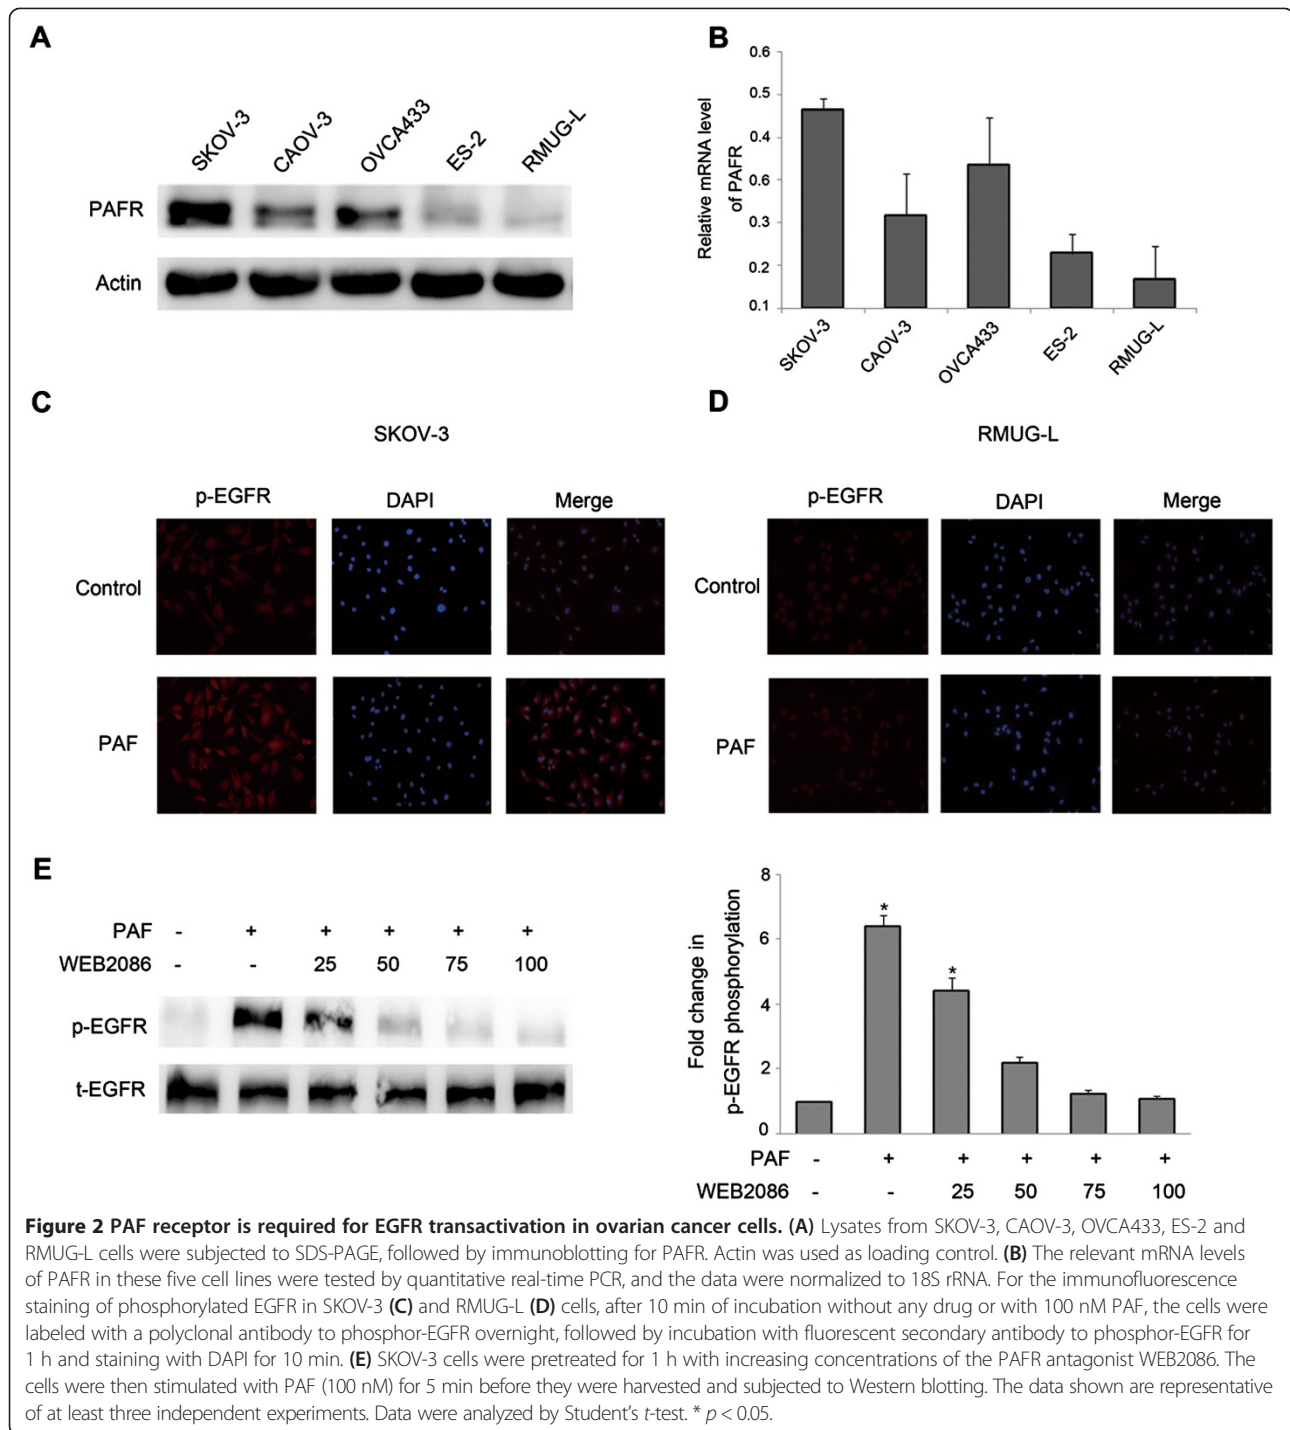 A
SKOV-3 CAOV-3 OVCA433 ES-2 RMUG-L
PAFR
Actin
B
Relative mRNA level
of PAFR
0.6
0.5
0.4
0.6
0.3
0.2
0.1
SKOV-3 CAOV-3 OVCA433 ES-2 RMUG-L
C
SKOV-3
p-EGFR DAPI Merge
Control
PAF
D
RMUG-L
p-EGFR DAPI Merge
Control
PAF
E
PAF - + + + + +
WEB2086 - - 25 50 75 100
p-EGFR
t-EGFR
Fold change in
p-EGFR phosphorylation
8
6
4
2
0
* *
PAF - + + + + +
WEB2086 - - 25 50 75 100
Figure 2 PAF receptor is required for EGFR transactivation in ovarian cancer cells. (A) Lysates from SKOV-3, CAOV-3, OVCA433, ES-2 and
RMUG-L cells were subjected to SDS-PAGE, followed by immunoblotting for PAFR. Actin was used as loading control. (B) The relevant mRNA levels
of PAFR in these five cell lines were tested by quantitative real-time PCR, and the data were normalized to 18S rRNA. For the immunofluorescence
staining of phosphorylated EGFR in SKOV-3 (C) and RMUG-L (D) cells, after 10 min of incubation without any drug or with 100 nM PAF, the cells were
labeled with a polyclonal antibody to phosphor-EGFR overnight, followed by incubation with fluorescent secondary antibody to phosphor-EGFR for
1 h and staining with DAPI for 10 min. (E) SKOV-3 cells were pretreated for 1 h with increasing concentrations of the PAFR antagonist WEB2086. The
cells were then stimulated with PAF (100 nM) for 5 min before they were harvested and subjected to Western blotting. The data shown are representative
of at least three independent experiments. Data were analyzed by Student's t-test. * p < 0.05.